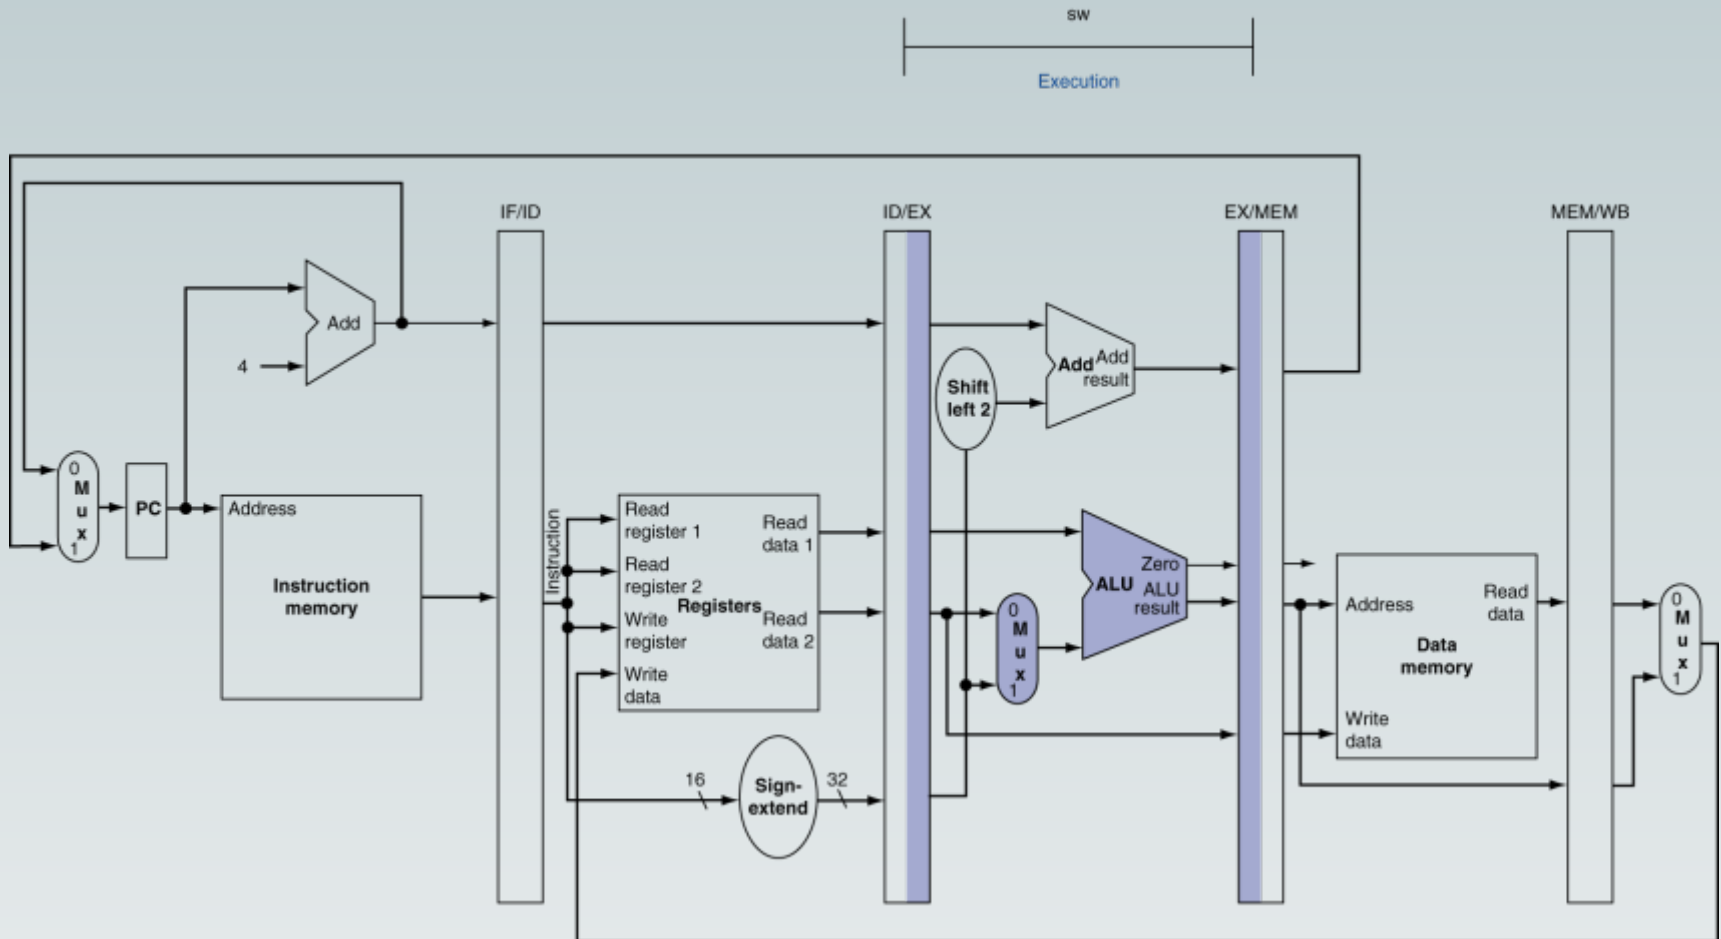 sw
Execution
IF/ID
ID/EX
EX/MEM
MEM/WB
Add
4
Add
Add
result
Shift
left 2
0
M
u
x
1
PC
Address
Instruction
memory
Instruction
Read
register 1
Read
register 2
Write
register
Write
data
Registers
Read
data 1
Read
data 2
16
Sign-
extend
32
0
M
u
x
1
ALU
Zero
ALU
result
Address
Read
data
Data
memory
Write
data
0
M
u
x
1